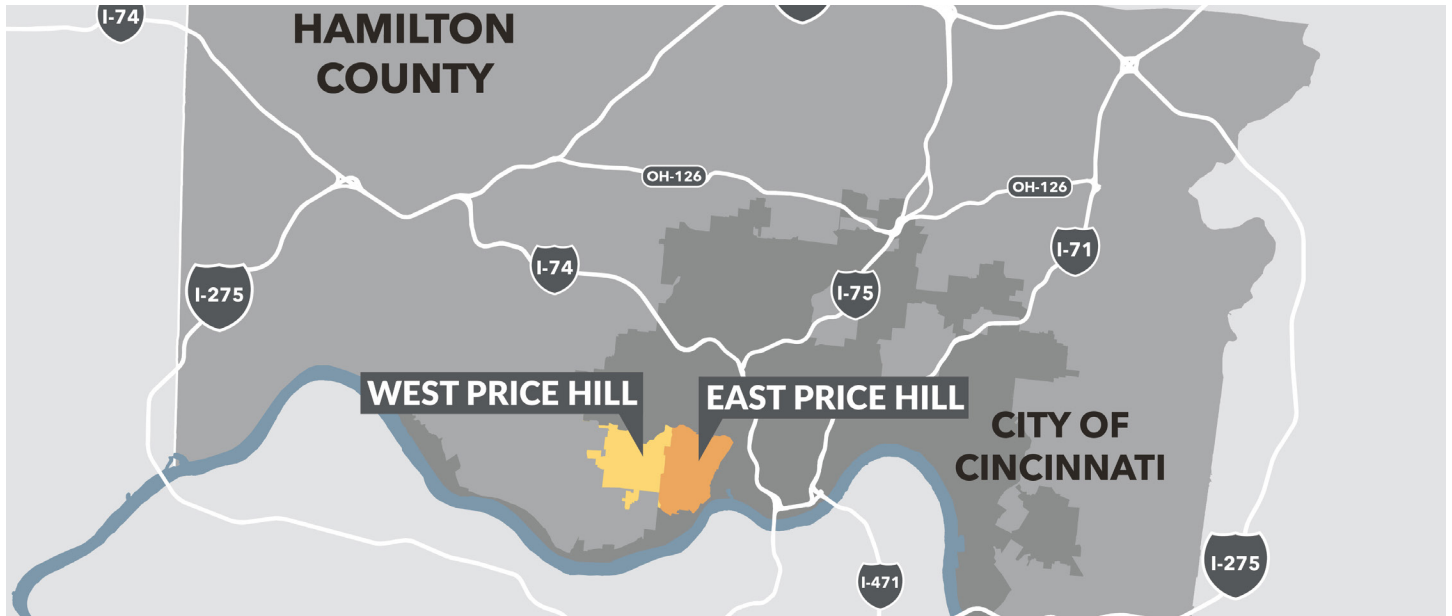 I-74
HAMILTON
COUNTY
OH-126
OH-126
I-71
I-74
I-275
I-75
WEST PRICE HILL
EAST PRICE HILL
CITY OF
CINCINNATI
I-275
I-471